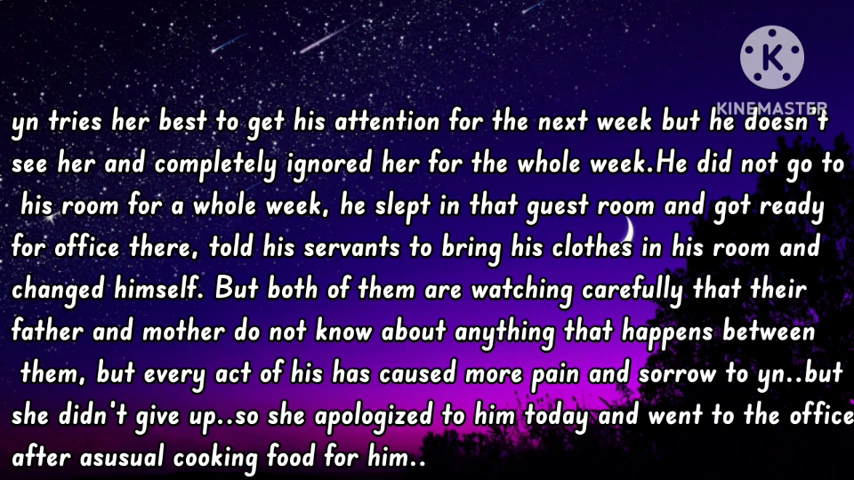 KINEMASTER
yn tries her best to get his attention for the next week but he doesn't
see her and completely ignored her for the whole week.He did not go to
his room for a whole week, he slept in that guest room and got ready
for office there, told his servants to bring his clothes in his room and
changed himself. But both of them are watching carefully that their
father and mother do not know about anything that happens between
them, but every act of his has caused more pain and sorrow to yn..but
she didn't give up..so she apologized to him today and went to the office
after asusual cooking food for him..